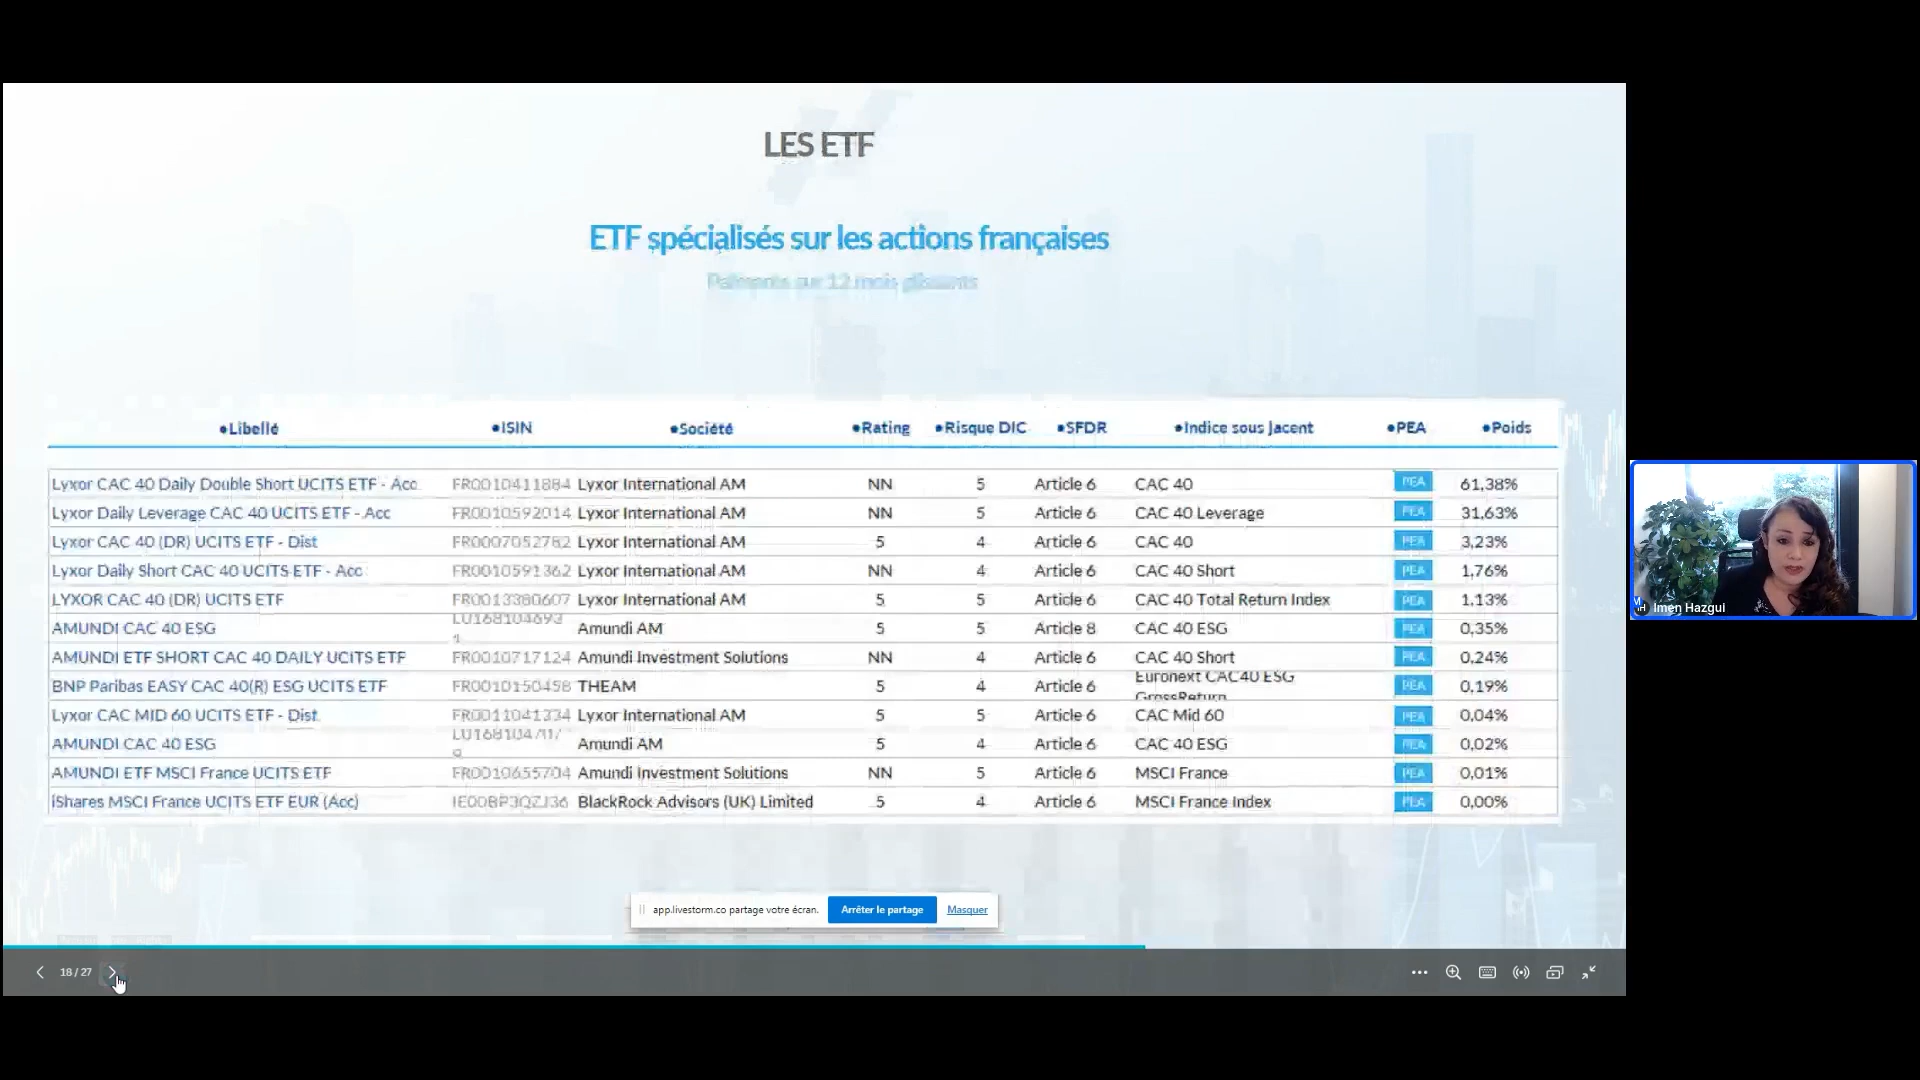 LES ETF
ETF spécialisés sur les actions françaises
sur 12 mois glissants
•Libellé •ISIN •Société •Rating •Risque DIC •SFDR •Indice sous jacent •PEA •Poids
Lyxor CAC 40 Daily Double Short UCITS ETF - Acc FR0010411884 Lyxor International AM NN 5 Article 6 CAC 40 PEA 61,38%
Lyxor Daily Leverage CAC 40 UCITS ETF - Acc FR0010592014 Lyxor International AM NN 5 Article 6 CAC 40 Leverage PEA 31,63%
Lyxor CAC 40 (DR) UCITS ETF - Dist FR0007052782 Lyxor International AM 5 4 Article 6 CAC 40 PEA 3,23%
Lyxor Daily Short CAC 40 UCITS ETF - Acc FR0010591362 Lyxor International AM NN 4 Article 6 CAC 40 Short PEA 1,76%
LYXOR CAC 40 (DR) UCITS ETF FR0013380607 Lyxor International AM 5 5 Article 6 CAC 40 Total Return Index PEA 1,13%
AMUNDI CAC 40 ESG Amundi AM 5 5 Article 8 CAC 40 ESG PEA 0,35%
AMUNDI ETF SHORT CAC 40 DAILY UCITS ETF FR0010717124 Amundi Investment Solutions NN 4 Article 6 CAC 40 Short PEA 0,24%
BNP Paribas EASY CAC 40(R) ESG UCITS ETF FR0010150458 THEAM 5 4 Article 6 Euronext CAC40 ESG GrossReturn PEA 0,19%
Lyxor CAC MID 60 UCITS ETF - Dist FR0011041334 Lyxor International AM 5 5 Article 6 CAC Mid 60 PEA 0,04%
AMUNDI CAC 40 ESG Amundi AM 5 4 Article 6 CAC 40 ESG PEA 0,02%
AMUNDI ETF MSCI France UCITS ETF FR0010655704 Amundi Investment Solutions NN 5 Article 6 MSCI France PEA 0,01%
iShares MSCI France UCITS ETF EUR (Acc) IE00BP3QZJ36 BlackRock Advisors (UK) Limited 5 4 Article 6 MSCI France Index PEA 0,00%
app.livestorm.co partage votre écran. Arrêter le partage Masquer
18 / 27
Imen Hazgui